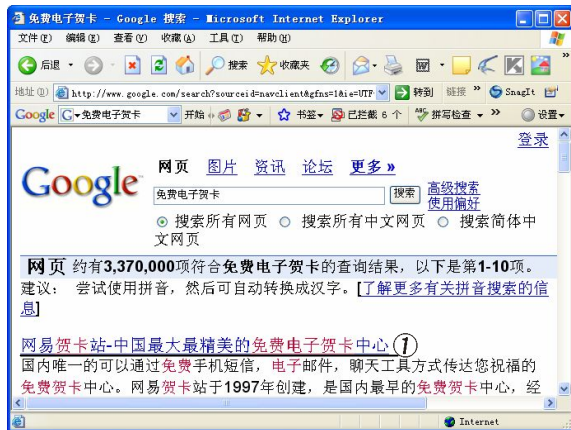 免费电子贺卡 - Google 搜索 - Microsoft Internet Explorer
文件(F) 编辑(E) 查看(V) 收藏(A) 工具(T) 帮助(H)
后退 搜索 收藏夹 »
地址(D) http://www.google.com/search?sourceid=navclient&gfns=1&ie=UTF 转到 链接 » SnagIt
Google G 免费电子贺卡 开始 书签 已拦截 6 个 拼写检查 » 设置
登录
Google
网页 图片 资讯 论坛 更多 »
免费电子贺卡 搜索 高级搜索
使用偏好
搜索所有网页 搜索所有中文网页 搜索简体中
文网页
网页 约有3,370,000项符合免费电子贺卡的查询结果，以下是第1-10项。
建议： 尝试使用拼音，然后可自动转换成汉字。[了解更多有关拼音搜索的信
息]
网易贺卡站-中国最大最精美的免费电子贺卡中心 ①
国内唯一的可以通过免费手机短信，电子邮件，聊天工具方式传达您祝福的
免费贺卡中心。网易贺卡站于1997年创建，是国内最早的免费贺卡中心，经
Internet